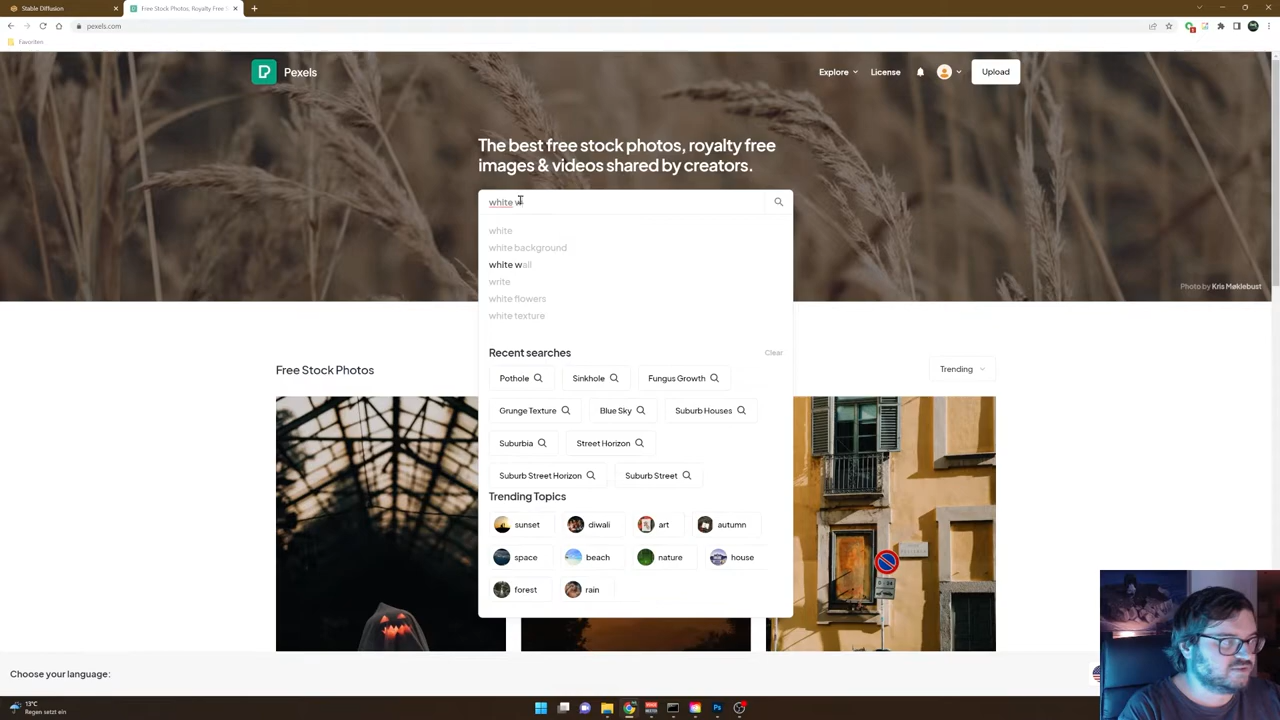 Stable Diffusion
Free Stock Photos, Royalty Free S
pexels.com
Favoriten
Pexels
Explore
License
Upload
The best free stock photos, royalty free
images & videos shared by creators.
white w
white
white background
white wall
write
white flowers
white texture
Photo by Kris Møklebust
Recent searches
Clear
Pothole
Sinkhole
Fungus Growth
Grunge Texture
Blue Sky
Suburb Houses
Suburbia
Street Horizon
Suburb Street Horizon
Suburb Street
Trending Topics
sunset
diwali
art
autumn
space
beach
nature
house
forest
rain
Free Stock Photos
Trending
Choose your language:
13°C
Regen setzt ein